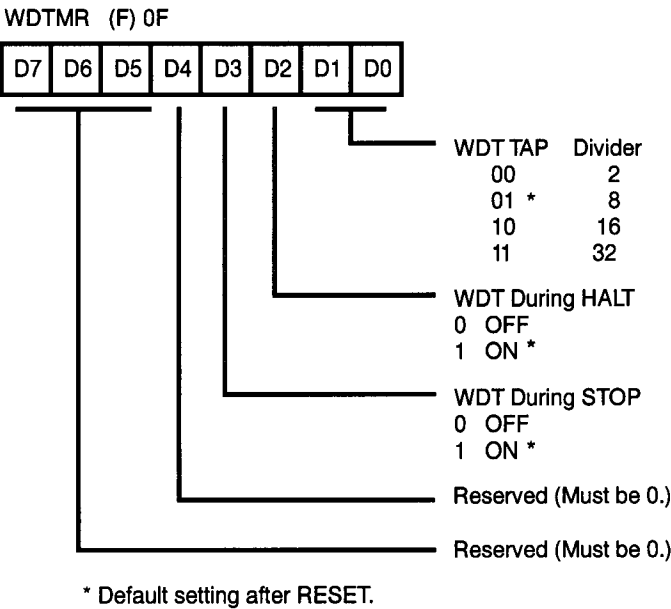 WDTMR (F) 0F
D7 D6 D5 D4 D3 D2 D1 D0
WDT TAP Divider
00 2
01 * 8
10 16
11 32
WDT During HALT
0 OFF
1 ON *
WDT During STOP
0 OFF
1 ON *
Reserved (Must be 0.)
Reserved (Must be 0.)
* Default setting after RESET.